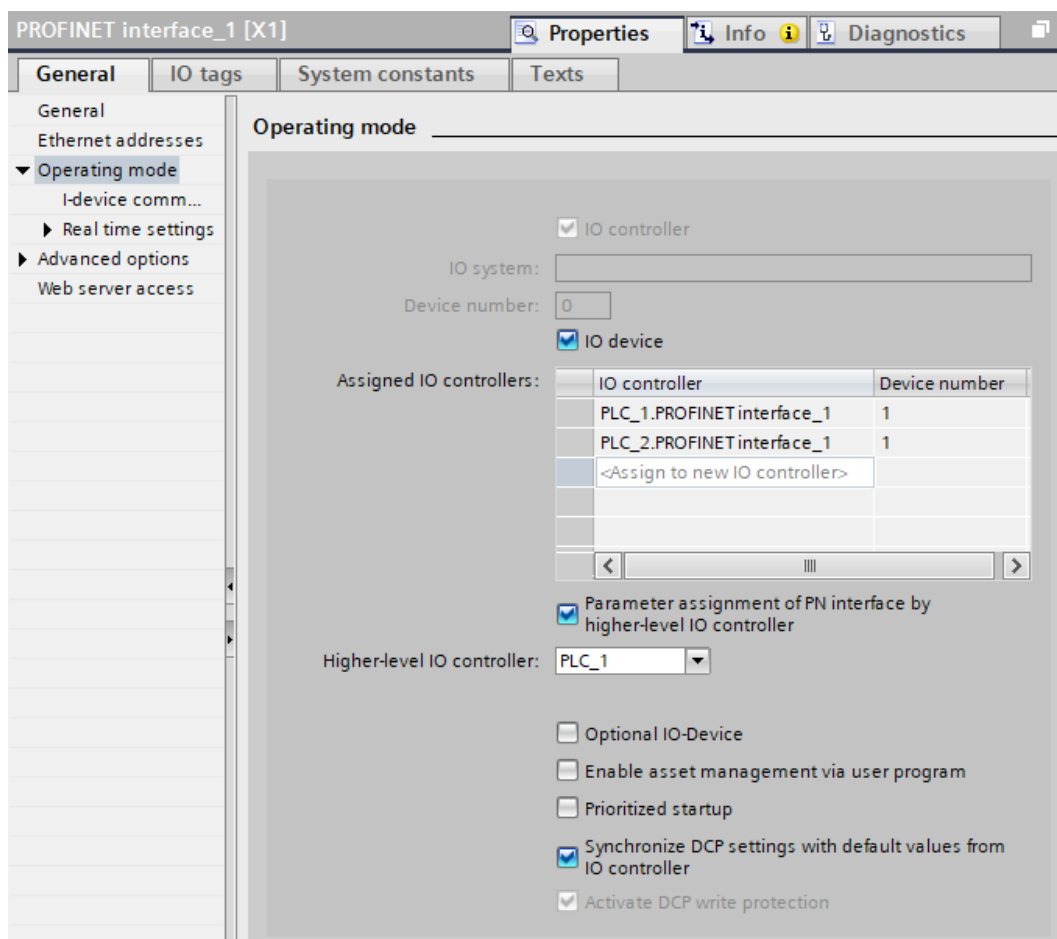 PROFINET interface_1 [X1]
Properties
Info
Diagnostics
General
IO tags
System constants
Texts
General
Ethernet addresses
Operating mode
I-device comm...
Real time settings
Advanced options
Web server access
Operating mode
IO controller
IO system:
Device number: 0
IO device
Assigned IO controllers:
IO controller Device number
PLC_1.PROFINET interface_1 1
PLC_2.PROFINET interface_1 1
<Assign to new IO controller>
Parameter assignment of PN interface by
higher-level IO controller
Higher-level IO controller: PLC_1
Optional IO-Device
Enable asset management via user program
Prioritized startup
Synchronize DCP settings with default values from
IO controller
Activate DCP write protection